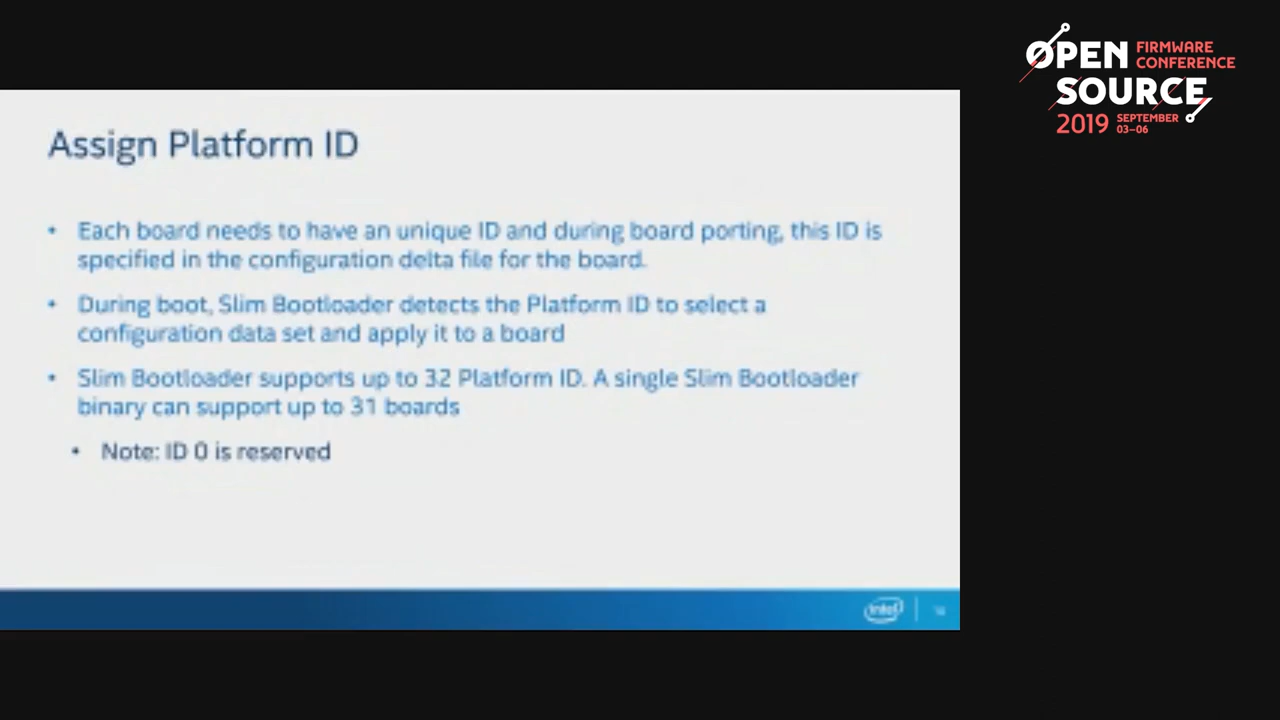 Assign Platform ID
• Each board needs to have an unique ID and during board porting, this ID is
specified in the configuration delta file for the board.
• During boot, Slim Bootloader detects the Platform ID to select a
configuration data set and apply it to a board
• Slim Bootloader supports up to 32 Platform ID. A single Slim Bootloader
binary can support up to 31 boards
• Note: ID 0 is reserved
intel
OPEN FIRMWARE
CONFERENCE
SOURCE
2019 SEPTEMBER
03–06